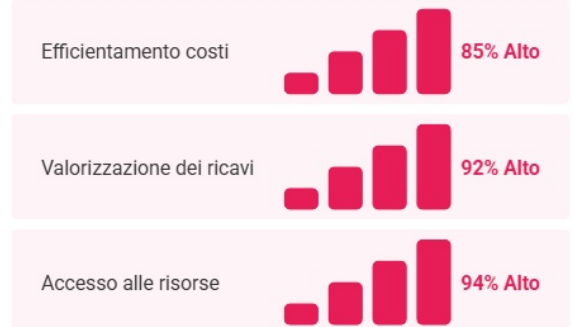 Efficientamento costi 85% Alto
Valorizzazione dei ricavi 92% Alto
Accesso alle risorse 94% Alto